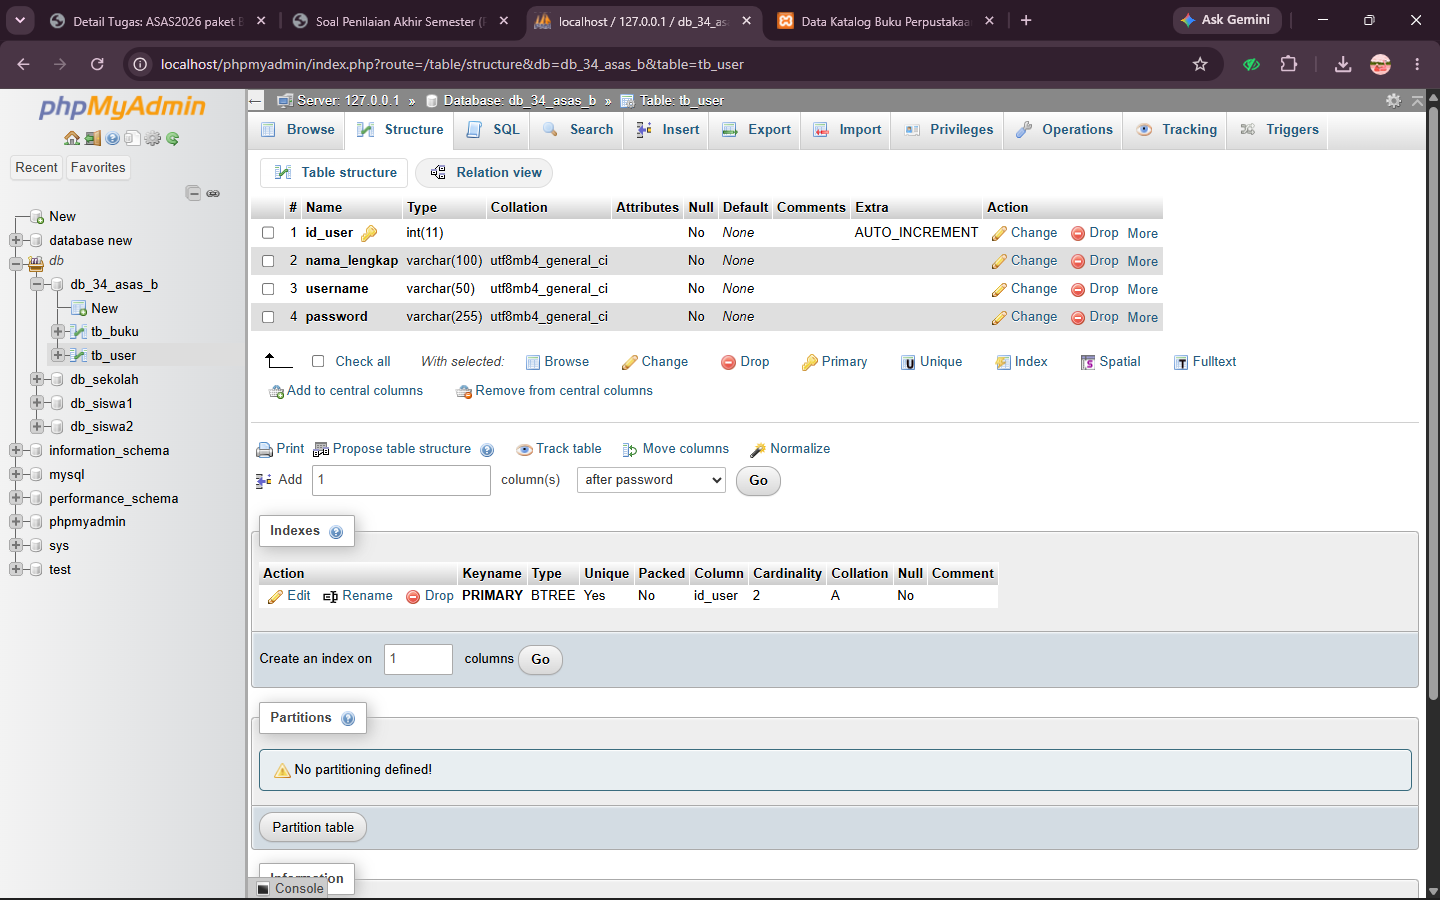 Detail Tugas: ASAS2026 paket B
Soal Penilaian Akhir Semester (P
localhost / 127.0.0.1 / db_34_as
Data Katalog Buku Perpustakaa
Ask Gemini
localhost/phpmyadmin/index.php?route=/table/structure&db=db_34_asas_b&table=tb_user
phpMyAdmin
Recent
Favorites
New
database new
db
db_34_asas_b
New
tb_buku
tb_user
db_sekolah
db_siswa1
db_siswa2
information_schema
mysql
performance_schema
phpmyadmin
sys
test
Server: 127.0.0.1 » Database: db_34_asas_b » Table: tb_user
Browse Structure SQL Search Insert Export Import Privileges Operations Tracking Triggers
Table structure Relation view
# Name Type Collation Attributes Null Default Comments Extra Action
1 id_user int(11) No None AUTO_INCREMENT Change Drop More
2 nama_lengkap varchar(100) utf8mb4_general_ci No None Change Drop More
3 username varchar(50) utf8mb4_general_ci No None Change Drop More
4 password varchar(255) utf8mb4_general_ci No None Change Drop More
Check all With selected: Browse Change Drop Primary Unique Index Spatial Fulltext
Add to central columns Remove from central columns
Print Propose table structure Track table Move columns Normalize
Add 1 column(s) after password Go
Indexes
Action Keyname Type Unique Packed Column Cardinality Collation Null Comment
Edit Rename Drop PRIMARY BTREE Yes No id_user 2 A No
Create an index on 1 columns Go
Partitions
No partitioning defined!
Partition table
Information
Console